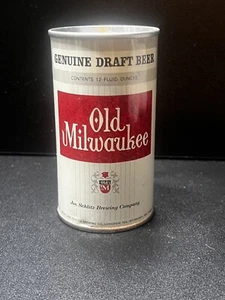 GENUINE DRAFT BEER
CONTENTS 12 FLUID OUNCES
Old
Milwaukee
Jos. Schlitz Brewing Company